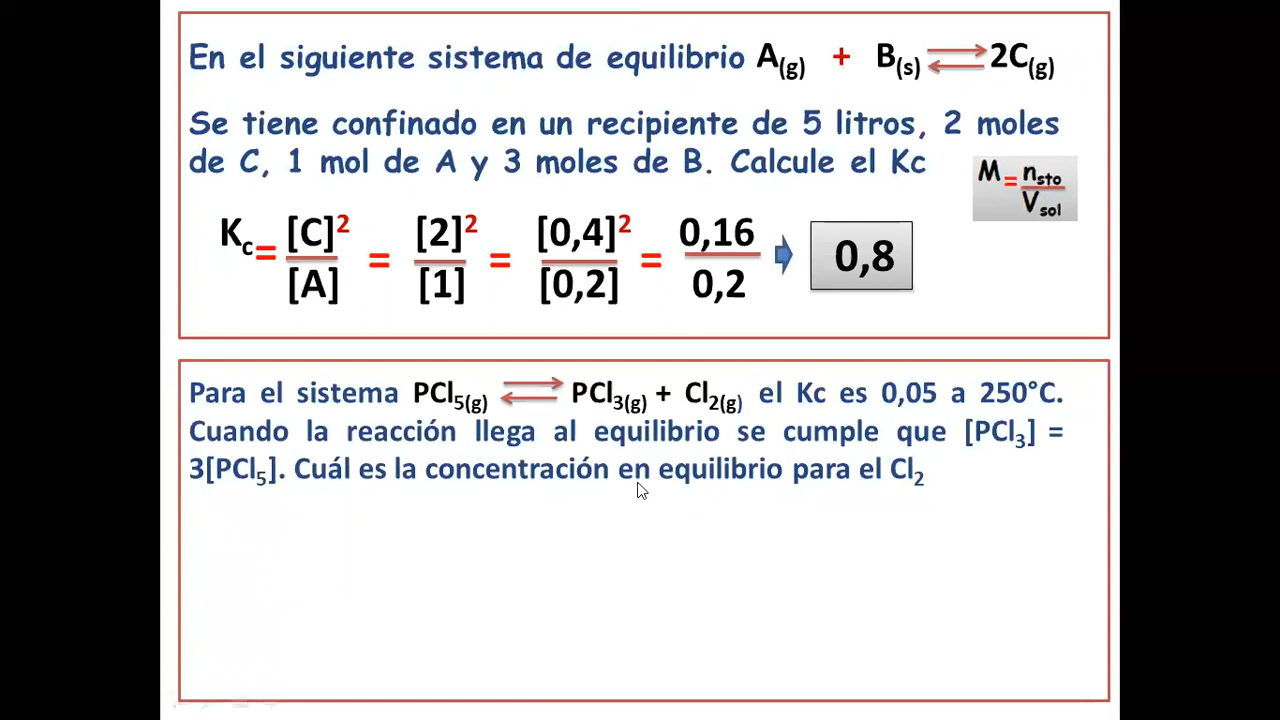 En el siguiente sistema de equilibrio A(g) + B(s) ⇄ 2C(g)
Se tiene confinado en un recipiente de 5 litros, 2 moles
de C, 1 mol de A y 3 moles de B. Calcule el Kc
M = nsto / Vsol
Kc = [C]² / [A] = [2]² / [1] = [0,4]² / [0,2] = 0,16 / 0,2 ➡ 0,8
Para el sistema PCl5(g) ⇄ PCl3(g) + Cl2(g) el Kc es 0,05 a 250°C.
Cuando la reacción llega al equilibrio se cumple que [PCl3] =
3[PCl5]. Cuál es la concentración en equilibrio para el Cl2